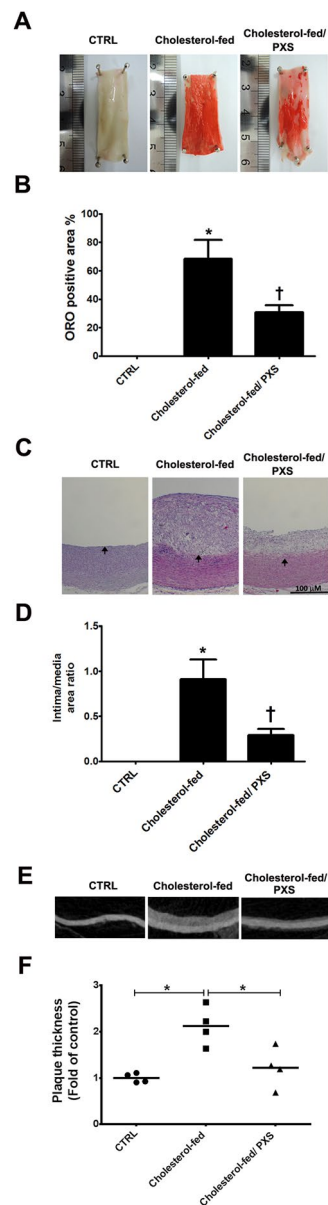 A
CTRL Cholesterol-fed Cholesterol-fed/
PXS
B
ORO positive area %
100
80
60
40
20
0
*
†
CTRL
Cholesterol-fed
Cholesterol-fed/ PXS
C
CTRL Cholesterol-fed Cholesterol-fed/
PXS
100 µM
D
Intima/media
area ratio
1.5
1.0
0.5
0.0
*
†
CTRL
Cholesterol-fed
Cholesterol-fed/ PXS
E
CTRL Cholesterol-fed Cholesterol-fed/
PXS
F
Plaque thickness
(Fold of control)
3
2
1
0
* *
CTRL
Cholesterol-fed
Cholesterol-fed/ PXS